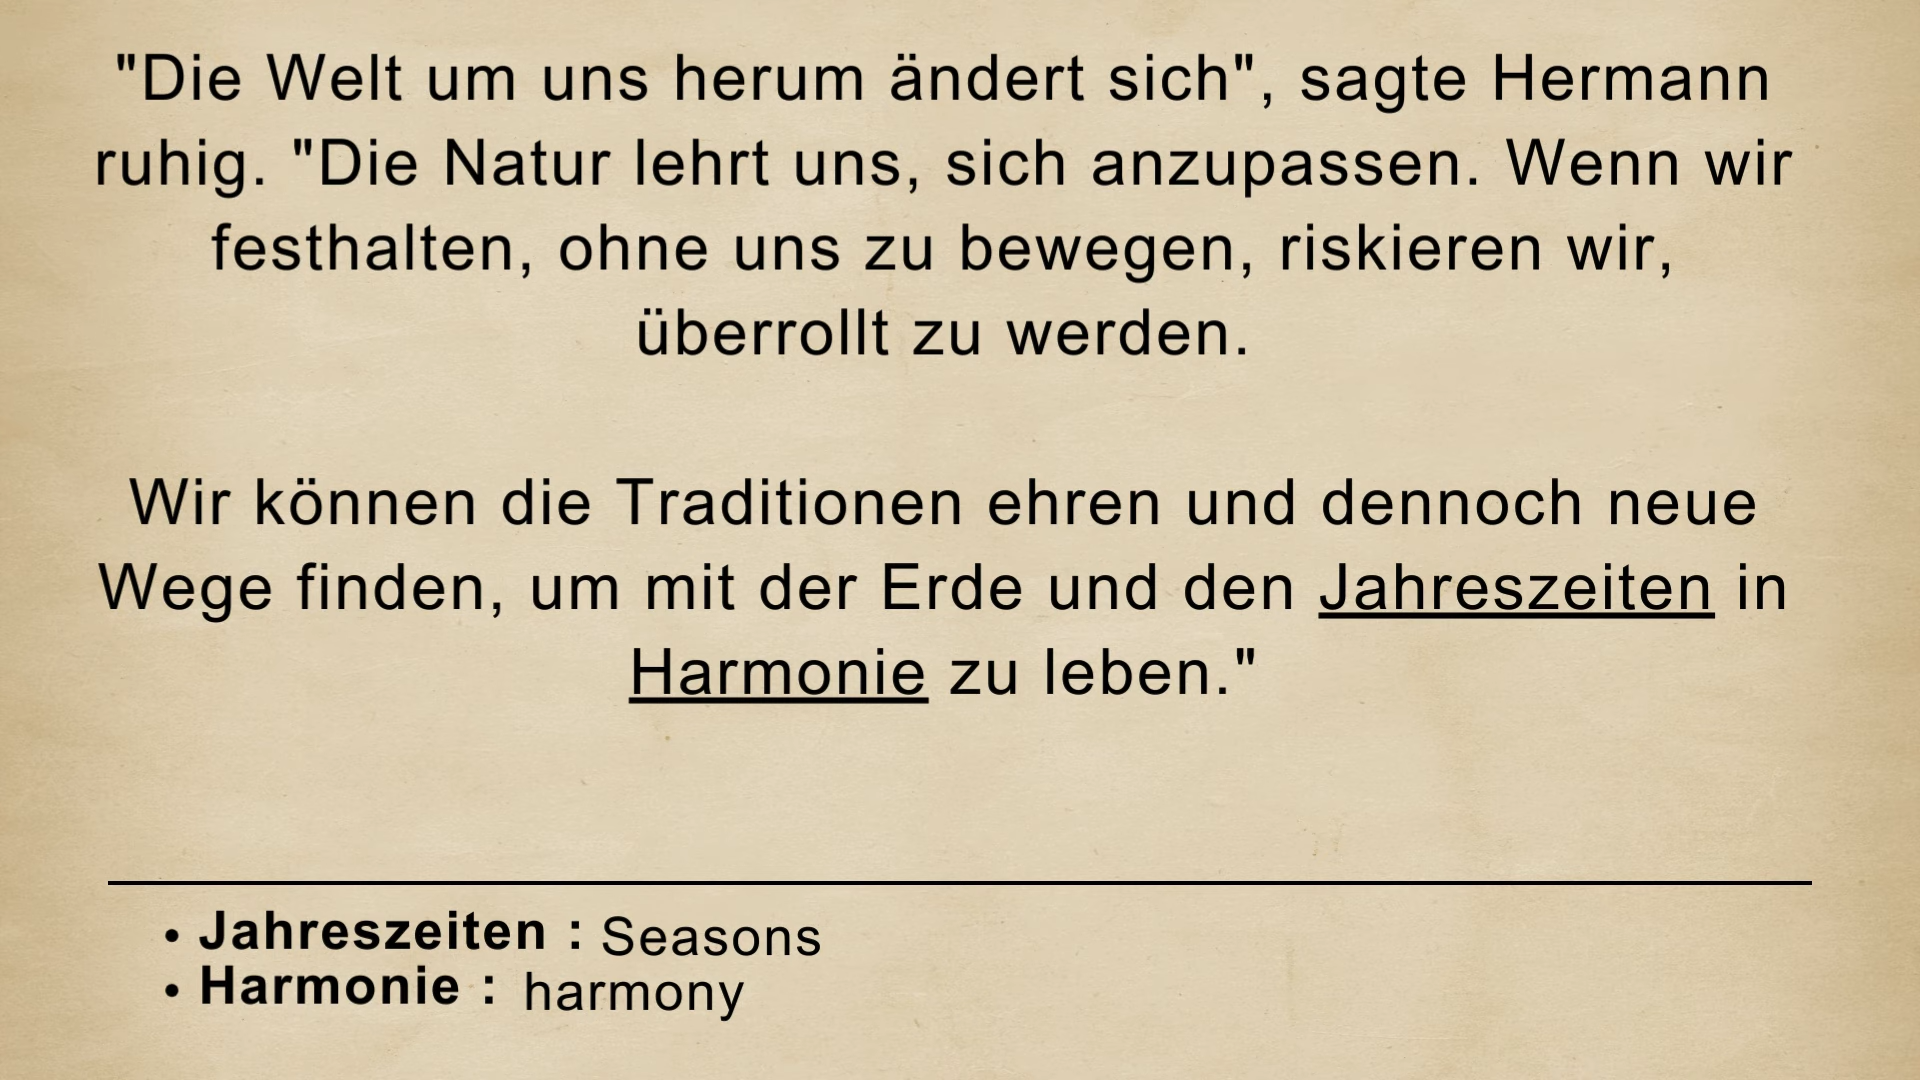 "Die Welt um uns herum ändert sich", sagte Hermann
ruhig. "Die Natur lehrt uns, sich anzupassen. Wenn wir
festhalten, ohne uns zu bewegen, riskieren wir,
überrollt zu werden.
Wir können die Traditionen ehren und dennoch neue
Wege finden, um mit der Erde und den Jahreszeiten in
Harmonie zu leben."
• Jahreszeiten : Seasons
• Harmonie : harmony